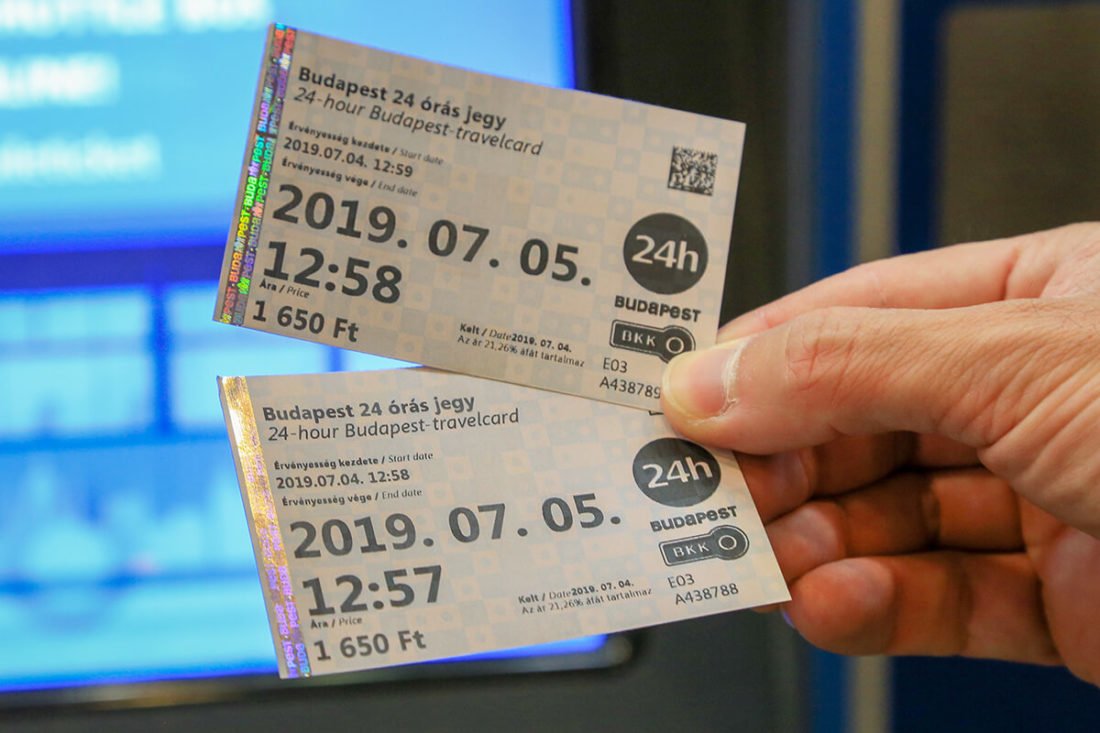 Budapest 24 órás jegy
24-hour Budapest-travelcard
Érvényesség kezdete / Start date
2019.07.04. 12:59
Érvényesség vége / End date
2019. 07. 05.
12:58
Ára / Price
1 650 Ft
Kelt / Date2019. 07. 04.
Az ár 21,26% áfát tartalmaz
24h
BUDAPEST
BKK
E03
A438789
Budapest 24 órás jegy
24-hour Budapest-travelcard
Érvényesség kezdete / Start date
2019.07.04. 12:58
Érvényesség vége / End date
2019. 07. 05.
12:57
Ára / Price
1 650 Ft
Kelt / Date2019. 07. 04.
Az ár 21,26% áfát tartalmaz
24h
BUDAPEST
BKK
E03
A438788